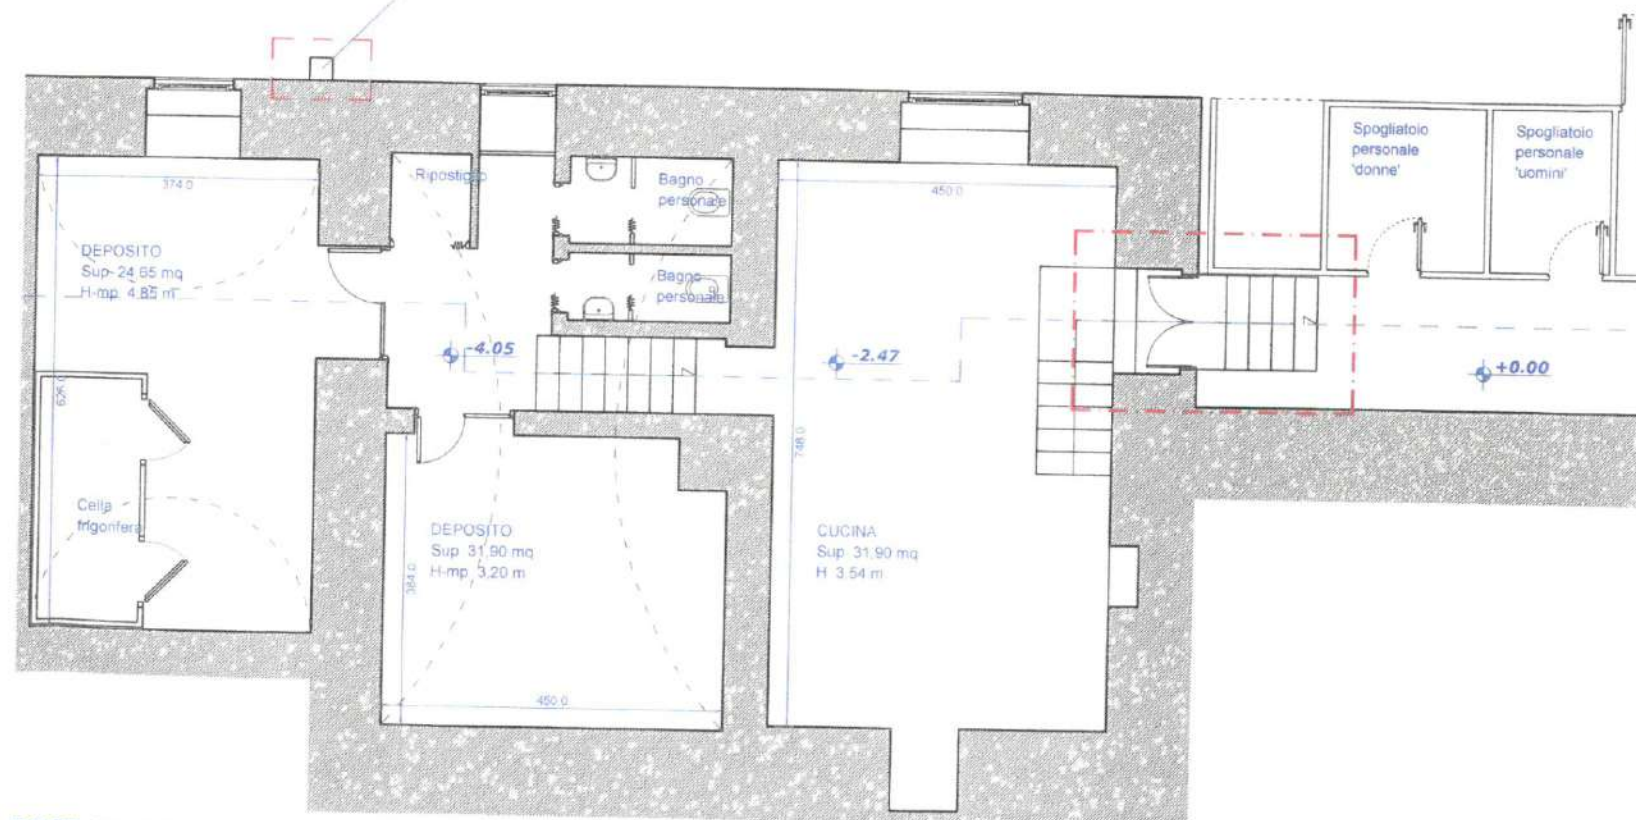 Spogliatoio
personale
'donne'
Spogliatoio
personale
'uomini'
Ripostiglio
Bagno
personale
374.0
450.0
DEPOSITO
Sup 24,65 mq
H-mp 4,85 m
Bagno
personale
-4.05
-2.47
+0.00
626.0
748.0
Cella
frigorifera
DEPOSITO
Sup 31,90 mq
H-mp 3,20 m
CUCINA
Sup 31,90 mq
H 3.54 m
384.0
450.0